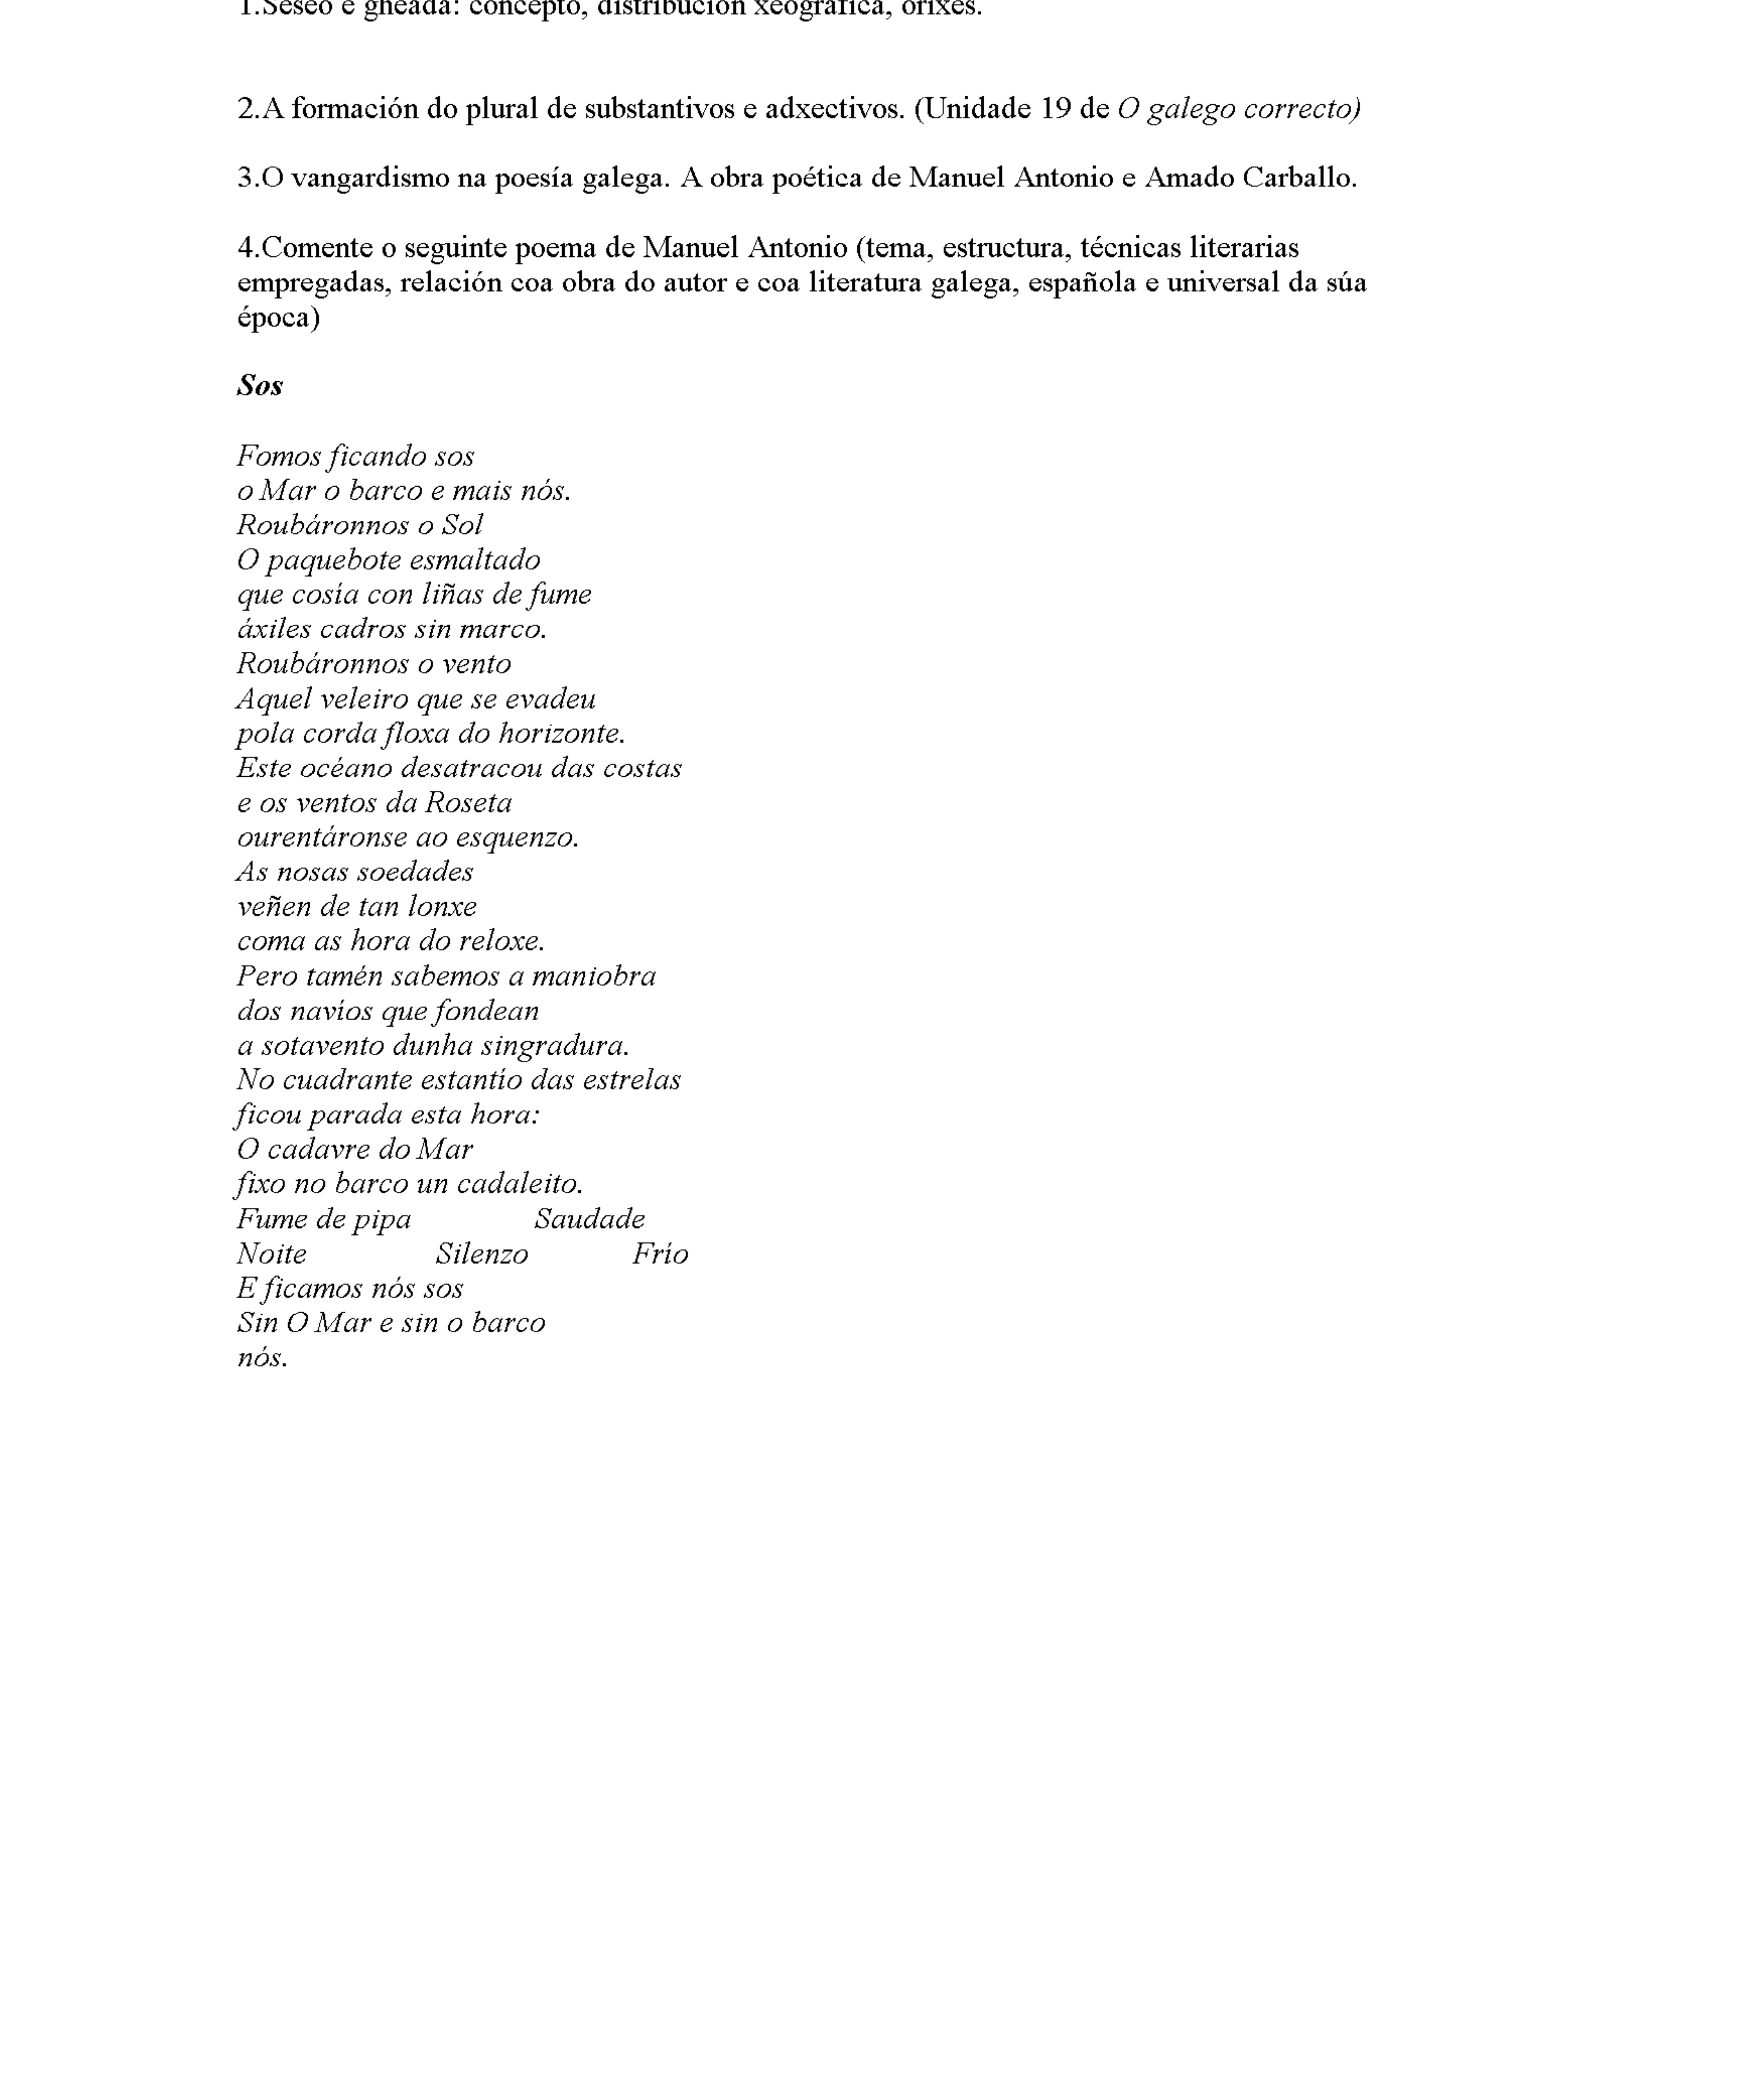 1.Seseo e gheada: concepto, distribución xeográfica, orixes.
2.A formación do plural de substantivos e adxectivos. (Unidade 19 de O galego correcto)
3.O vangardismo na poesía galega. A obra poética de Manuel Antonio e Amado Carballo.
4.Comente o seguinte poema de Manuel Antonio (tema, estructura, técnicas literarias
empregadas, relación coa obra do autor e coa literatura galega, española e universal da súa
época)
Sos
Fomos ficando sos
o Mar o barco e mais nós.
Roubáronnos o Sol
O paquebote esmaltado
que cosía con liñas de fume
áxiles cadros sin marco.
Roubáronnos o vento
Aquel veleiro que se evadeu
pola corda floxa do horizonte.
Este océano desatracou das costas
e os ventos da Roseta
ourentáronse ao esquenzo.
As nosas soedades
veñen de tan lonxe
coma as hora do reloxe.
Pero tamén sabemos a maniobra
dos navíos que fondean
a sotavento dunha singradura.
No cuadrante estantío das estrelas
ficou parada esta hora:
O cadavre do Mar
fixo no barco un cadaleito.
Fume de pipa Saudade
Noite Silenzo Frío
E ficamos nós sos
Sin O Mar e sin o barco
nós.